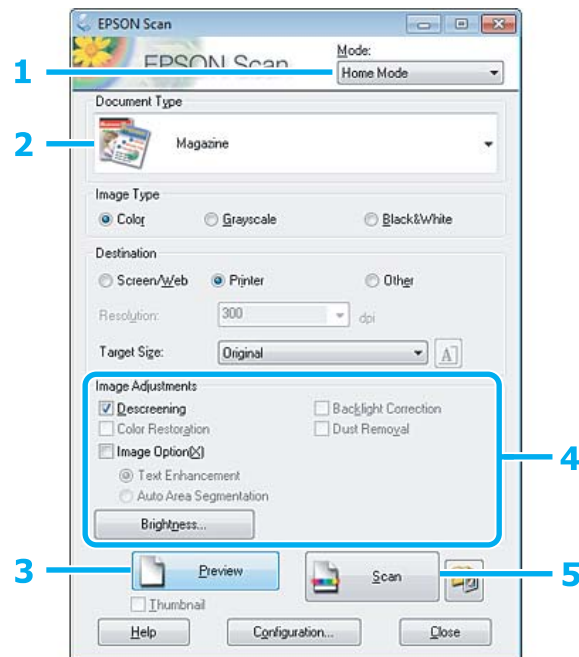 EPSON Scan
EPSON Scan
Mode:
1
Home Mode
Document Type
2
Magazine
Image Type
Color Grayscale Black&White
Destination
Screen/Web Printer Other
Resolution: 300 dpi
Target Size: Original A
Image Adjustments
Descreening Backlight Correction
Color Restoration Dust Removal
Image Option(X)
4
Text Enhancement
Auto Area Segmentation
Brightness...
3 Preview Scan 5
Thumbnail
Help Configuration... Close